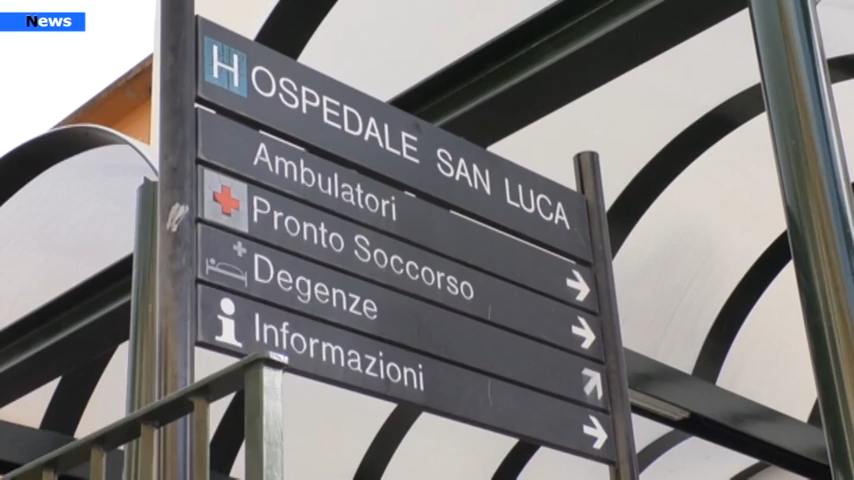 News
HOSPEDALE SAN LUCA
Ambulatori
Pronto Soccorso
Degenze
i Informazioni